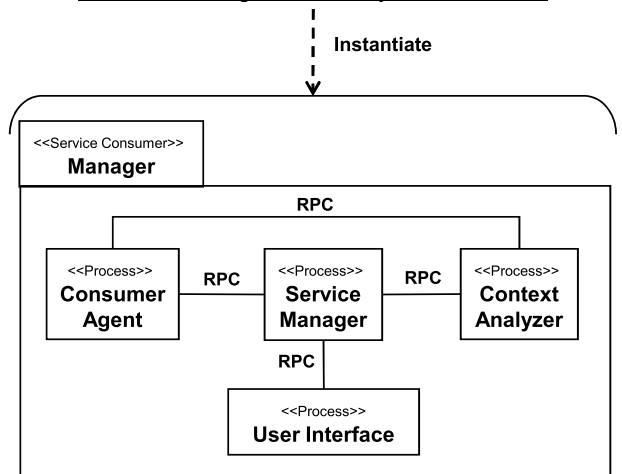 Instantiate
<<Service Consumer>>
Manager
RPC
<<Process>>
Consumer
Agent
RPC
<<Process>>
Service
Manager
RPC
<<Process>>
Context
Analyzer
RPC
<<Process>>
User Interface